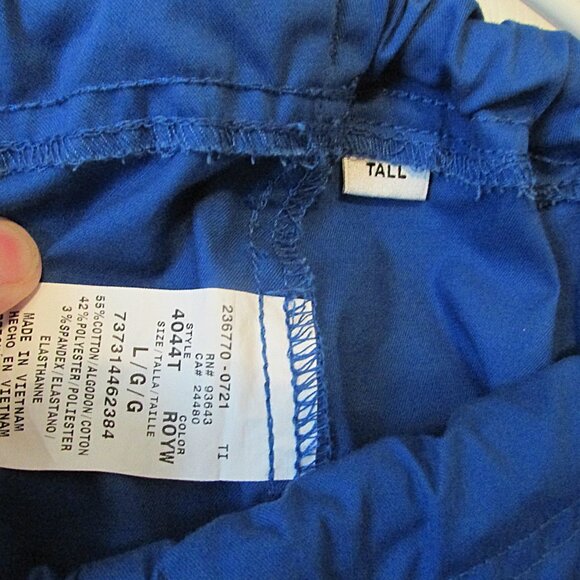 TALL
236770-0721 TI
RN# 93643
CA# 24480
STYLE COLOR
4044T ROYW
SIZE/TALLA/TAILLE
L/G/G
737314462384
55%COTTON/ALGODON/COTON
42%POLYESTER/POLIESTER
3%SPANDEX/ELASTANO/
ELASTHANNE
MADE IN VIETNAM
HECHO EN VIETNAM